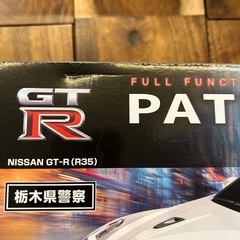 FULL FUNCT
PAT
GT
R
NISSAN GT-R (R35)
栃木県警察